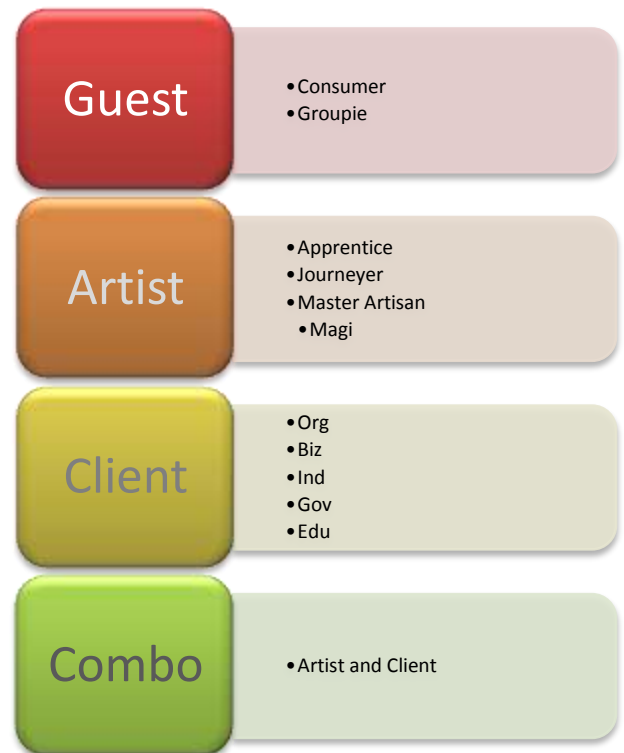 Guest
•Consumer
•Groupie
Artist
•Apprentice
•Journeyer
•Master Artisan
•Magi
Client
•Org
•Biz
•Ind
•Gov
•Edu
Combo
•Artist and Client